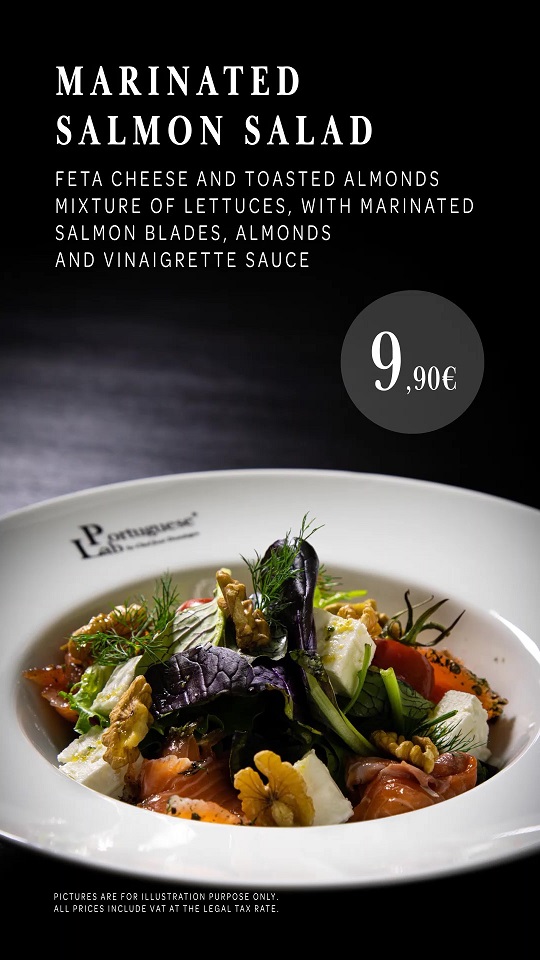 MARINATED
SALMON SALAD
FETA CHEESE AND TOASTED ALMONDS
MIXTURE OF LETTUCES, WITH MARINATED
SALMON BLADES, ALMONDS
AND VINAIGRETTE SAUCE
9,90€
Portuguese
Lab
PICTURES ARE FOR ILLUSTRATION PURPOSE ONLY.
ALL PRICES INCLUDE VAT AT THE LEGAL TAX RATE.